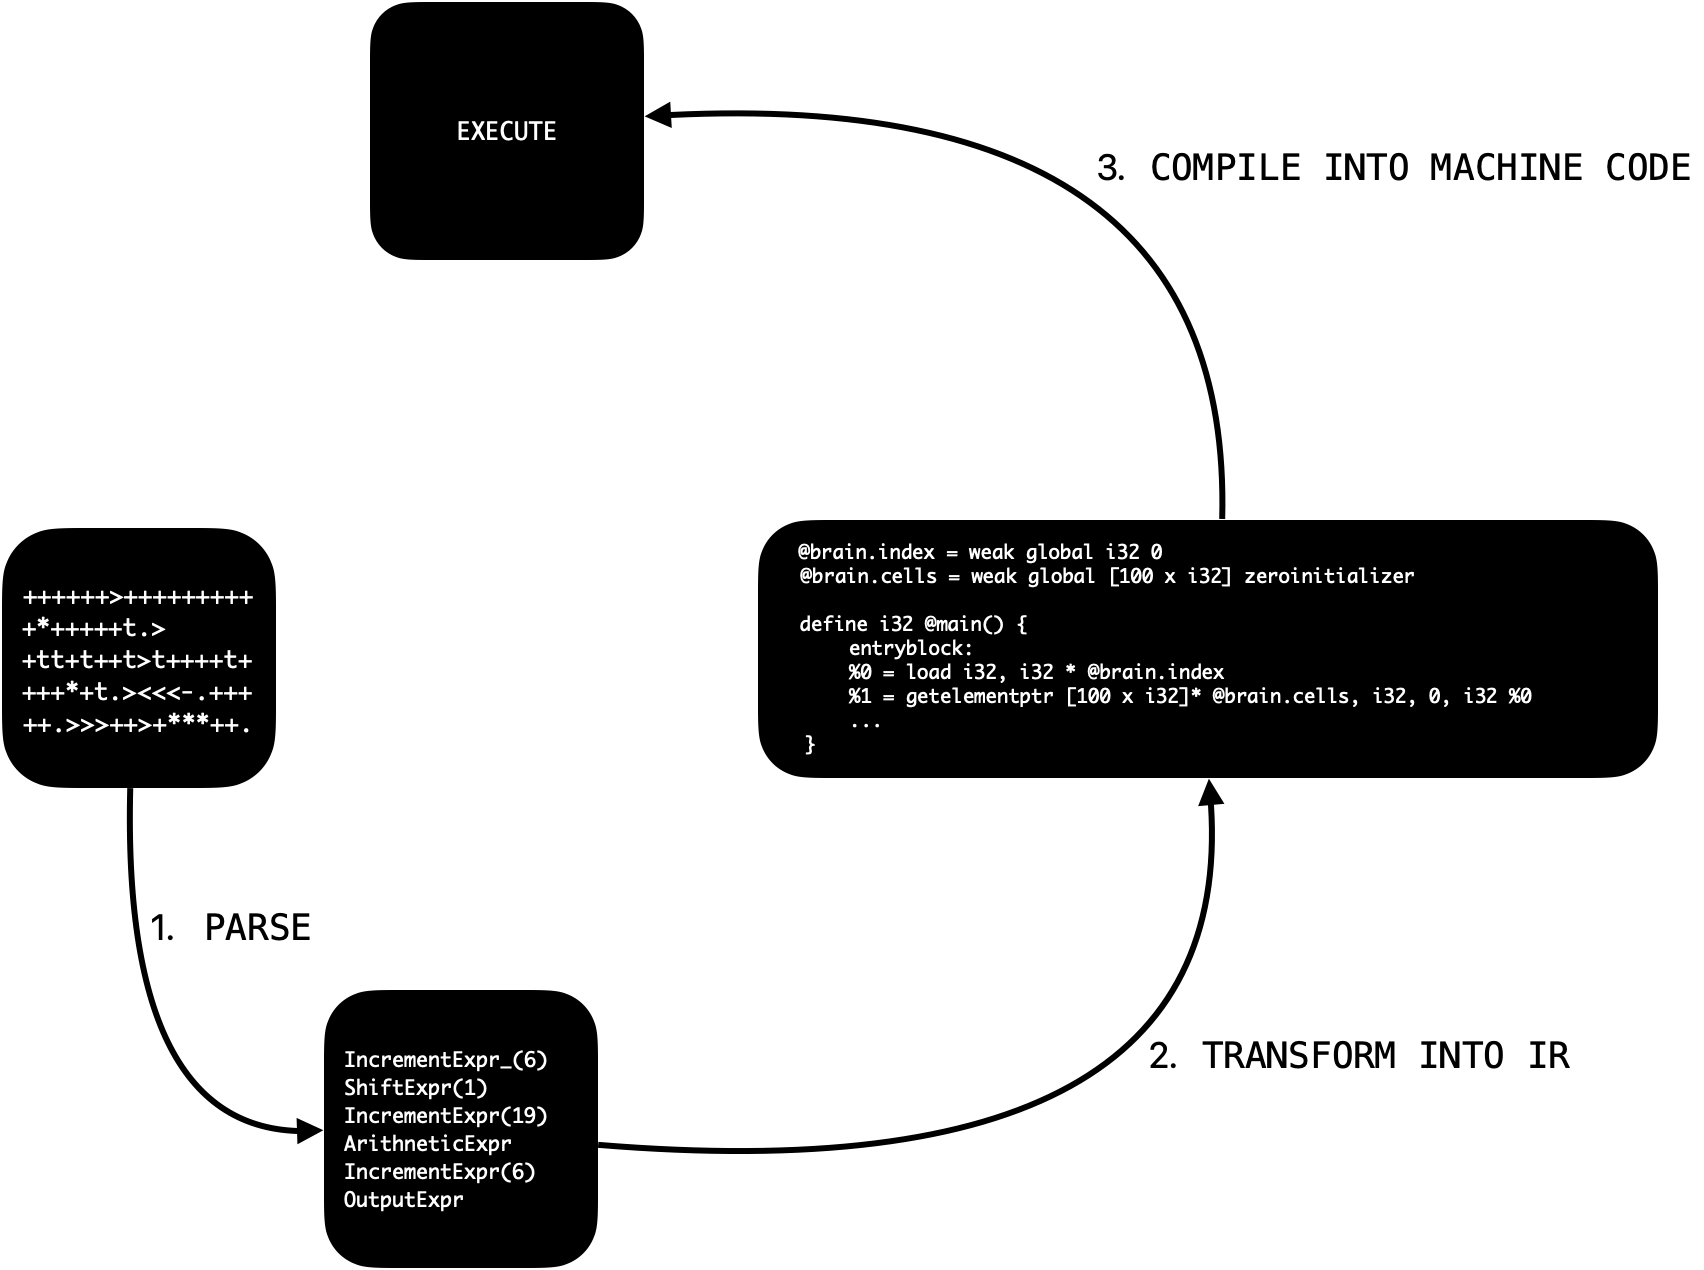 EXECUTE
3. COMPILE INTO MACHINE CODE
++++++>+++++++++
+*+++++t.>
+tt+t++t>t++++t+
+++*+t.><<<-.+++
++.>>>++>+***++.
@brain.index = weak global i32 0
@brain.cells = weak global [100 x i32] zeroinitializer
define i32 @main() {
entryblock:
%0 = load i32, i32 * @brain.index
%1 = getelementptr [100 x i32]* @brain.cells, i32, 0, i32 %0
...
}
1. PARSE
IncrementExpr_(6)
ShiftExpr(1)
IncrementExpr(19)
ArithneticExpr
IncrementExpr(6)
OutputExpr
2. TRANSFORM INTO IR